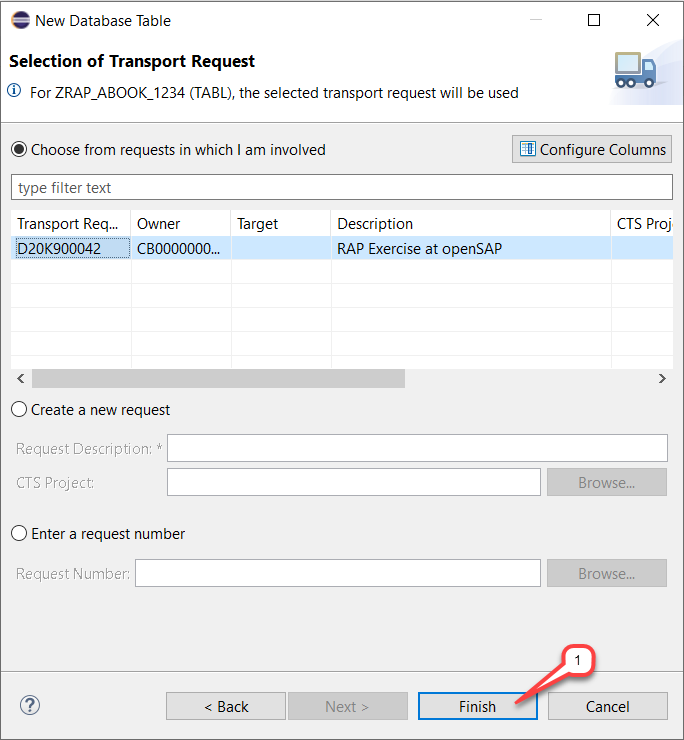 New Database Table
Selection of Transport Request
For ZRAP_ABOOK_1234 (TABL), the selected transport request will be used
Choose from requests in which I am involved
Configure Columns
type filter text
Transport Req... Owner Target Description CTS Proj
D20K900042 CB0000000... RAP Exercise at openSAP
Create a new request
Request Description: *
CTS Project: Browse...
Enter a request number
Request Number: Browse...
1
? < Back Next > Finish Cancel